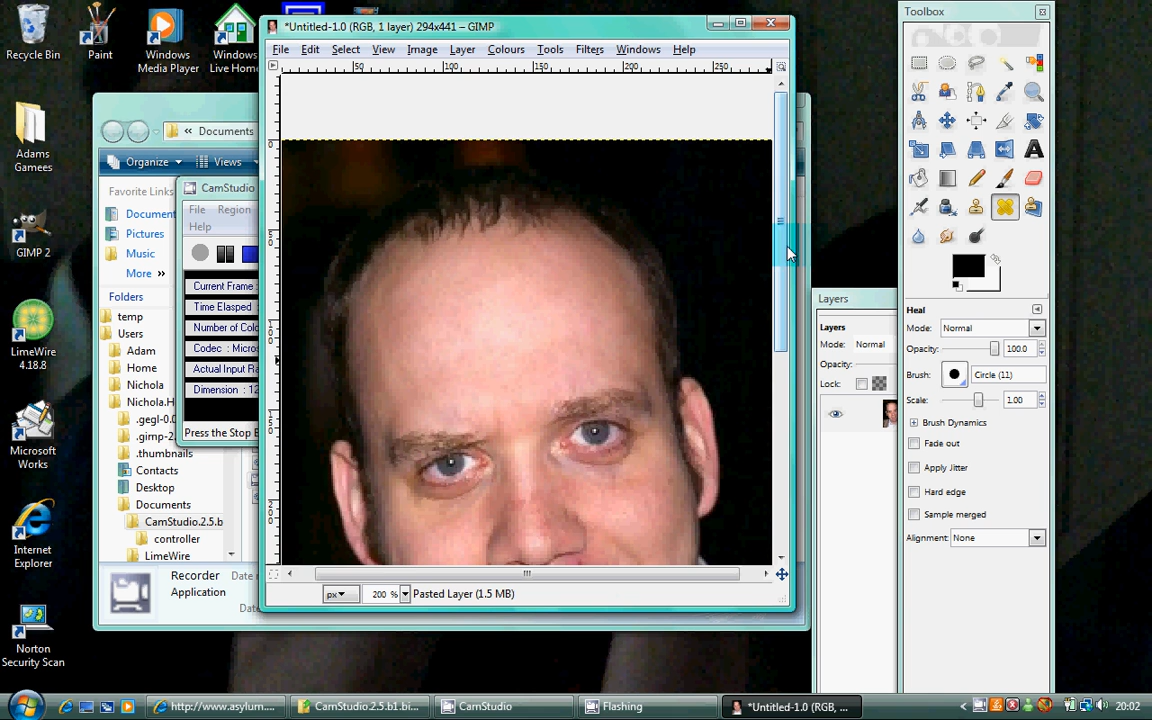 *Untitled-1.0 (RGB, 1 layer) 294x441 – GIMP
File Edit Select View Image Layer Colours Tools Filters Windows Help
50 100 150 200 250
Recycle Bin
Paint
Windows
Media Player
Windows
Live Home
Adams
Gamees
GIMP 2
LimeWire
4.18.8
Microsoft
Works
Internet
Explorer
Norton
Security Scan
« Documents
Organize
Views
Favorite Links
Document
Pictures
Music
More »
Folders
temp
Users
Adam
Home
Nichola
Nichola.H
.gegl-0.0
.gimp-2.
.thumbnails
Contacts
Desktop
Documents
CamStudio.2.5.b
controller
LimeWire
Recorder
Application
Date
CamStudio
File Region
Help
Current Frame :
Time Elasped
Number of Colo
Codec : Micros
Actual Input Ra
Dimension : 12
Press the Stop B
px
200 %
Pasted Layer (1.5 MB)
Layers
Layers
Mode: Normal
Opacity:
Lock:
Toolbox
Heal
Mode: Normal
Opacity: 100.0
Brush: Circle (11)
Scale: 1.00
Brush Dynamics
Fade out
Apply Jitter
Hard edge
Sample merged
Alignment: None
http://www.asylum....
CamStudio.2.5.b1.bi...
CamStudio
Flashing
*Untitled-1.0 (RGB, ...
20:02